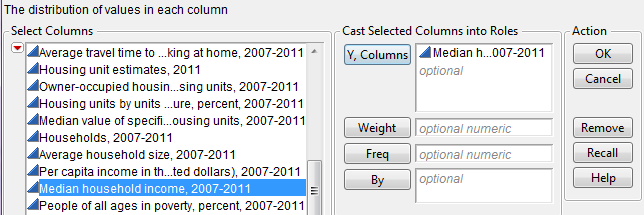 The distribution of values in each column
Select Columns
Average travel time to ...king at home, 2007-2011
Housing unit estimates, 2011
Owner-occupied housin...sing units, 2007-2011
Housing units by units ...ure, percent, 2007-2011
Median value of specifi...ousing units, 2007-2011
Households, 2007-2011
Average household size, 2007-2011
Per capita income in th...ted dollars), 2007-2011
Median household income, 2007-2011
People of all ages in poverty, percent, 2007-2011
Cast Selected Columns into Roles
Y, Columns
Median h...007-2011
optional
Weight
optional numeric
Freq
optional numeric
By
optional
Action
OK
Cancel
Remove
Recall
Help